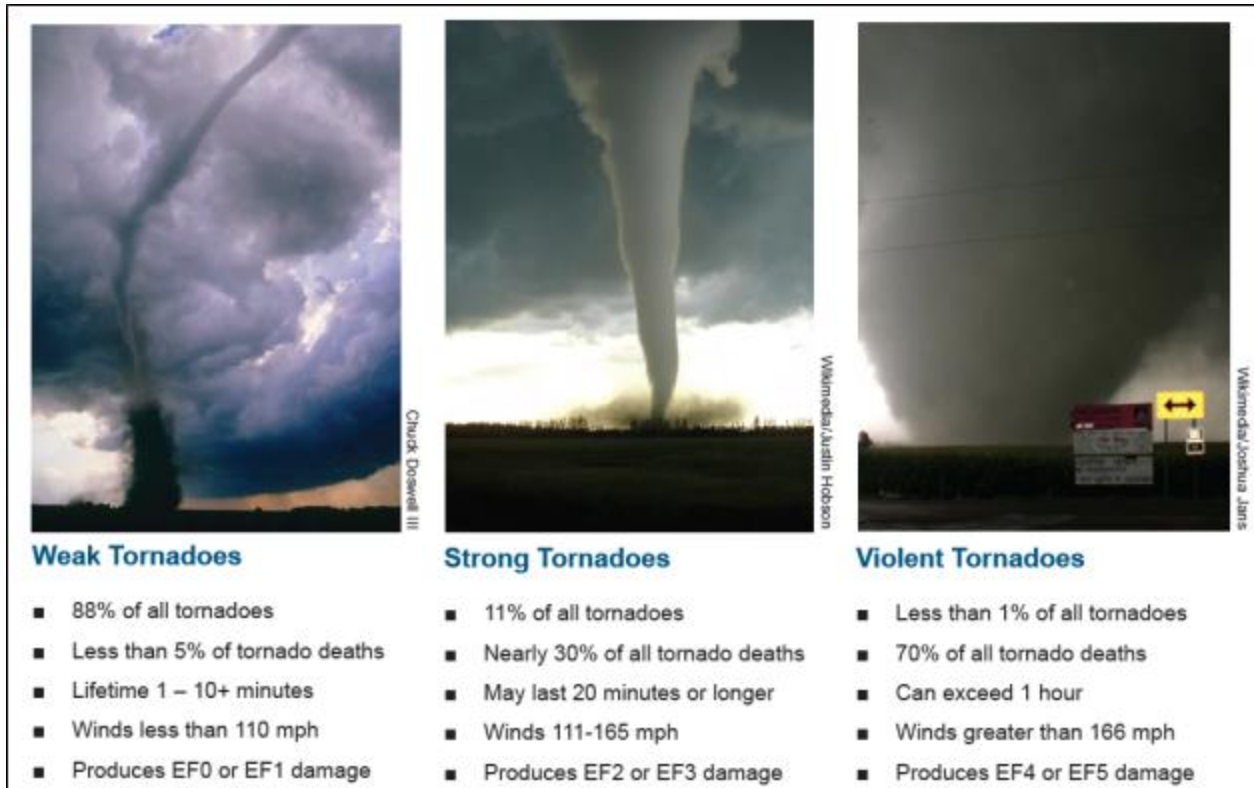 Chuck Doswell III
Wikimedia/Justin Hobson
Wikimedia/Joshua Jans
Weak Tornadoes
■ 88% of all tornadoes
■ Less than 5% of tornado deaths
■ Lifetime 1 – 10+ minutes
■ Winds less than 110 mph
■ Produces EF0 or EF1 damage
Strong Tornadoes
■ 11% of all tornadoes
■ Nearly 30% of all tornado deaths
■ May last 20 minutes or longer
■ Winds 111-165 mph
■ Produces EF2 or EF3 damage
Violent Tornadoes
■ Less than 1% of all tornadoes
■ 70% of all tornado deaths
■ Can exceed 1 hour
■ Winds greater than 166 mph
■ Produces EF4 or EF5 damage